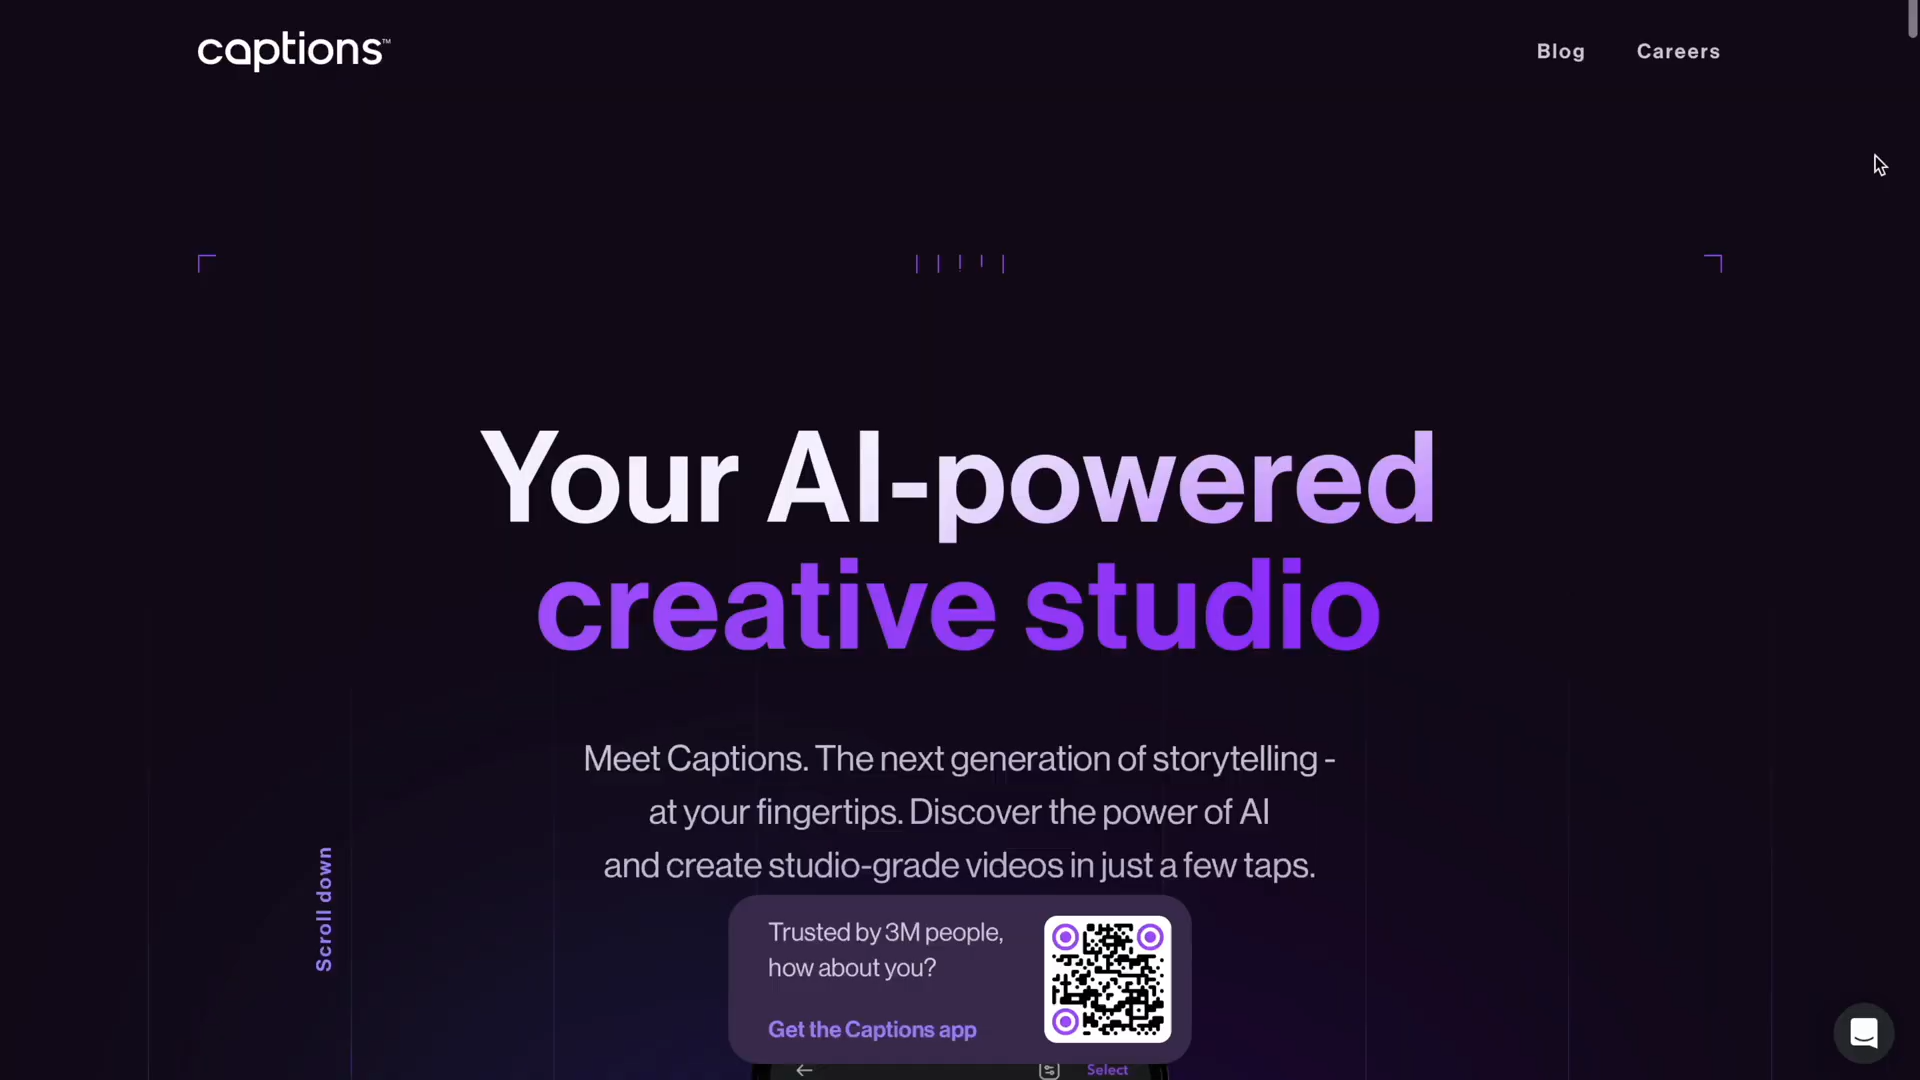 captions™
Blog
Careers
Your AI-powered
creative studio
Meet Captions. The next generation of storytelling -
at your fingertips. Discover the power of AI
and create studio-grade videos in just a few taps.
Scroll down
Trusted by 3M people,
how about you?
Get the Captions app
Select